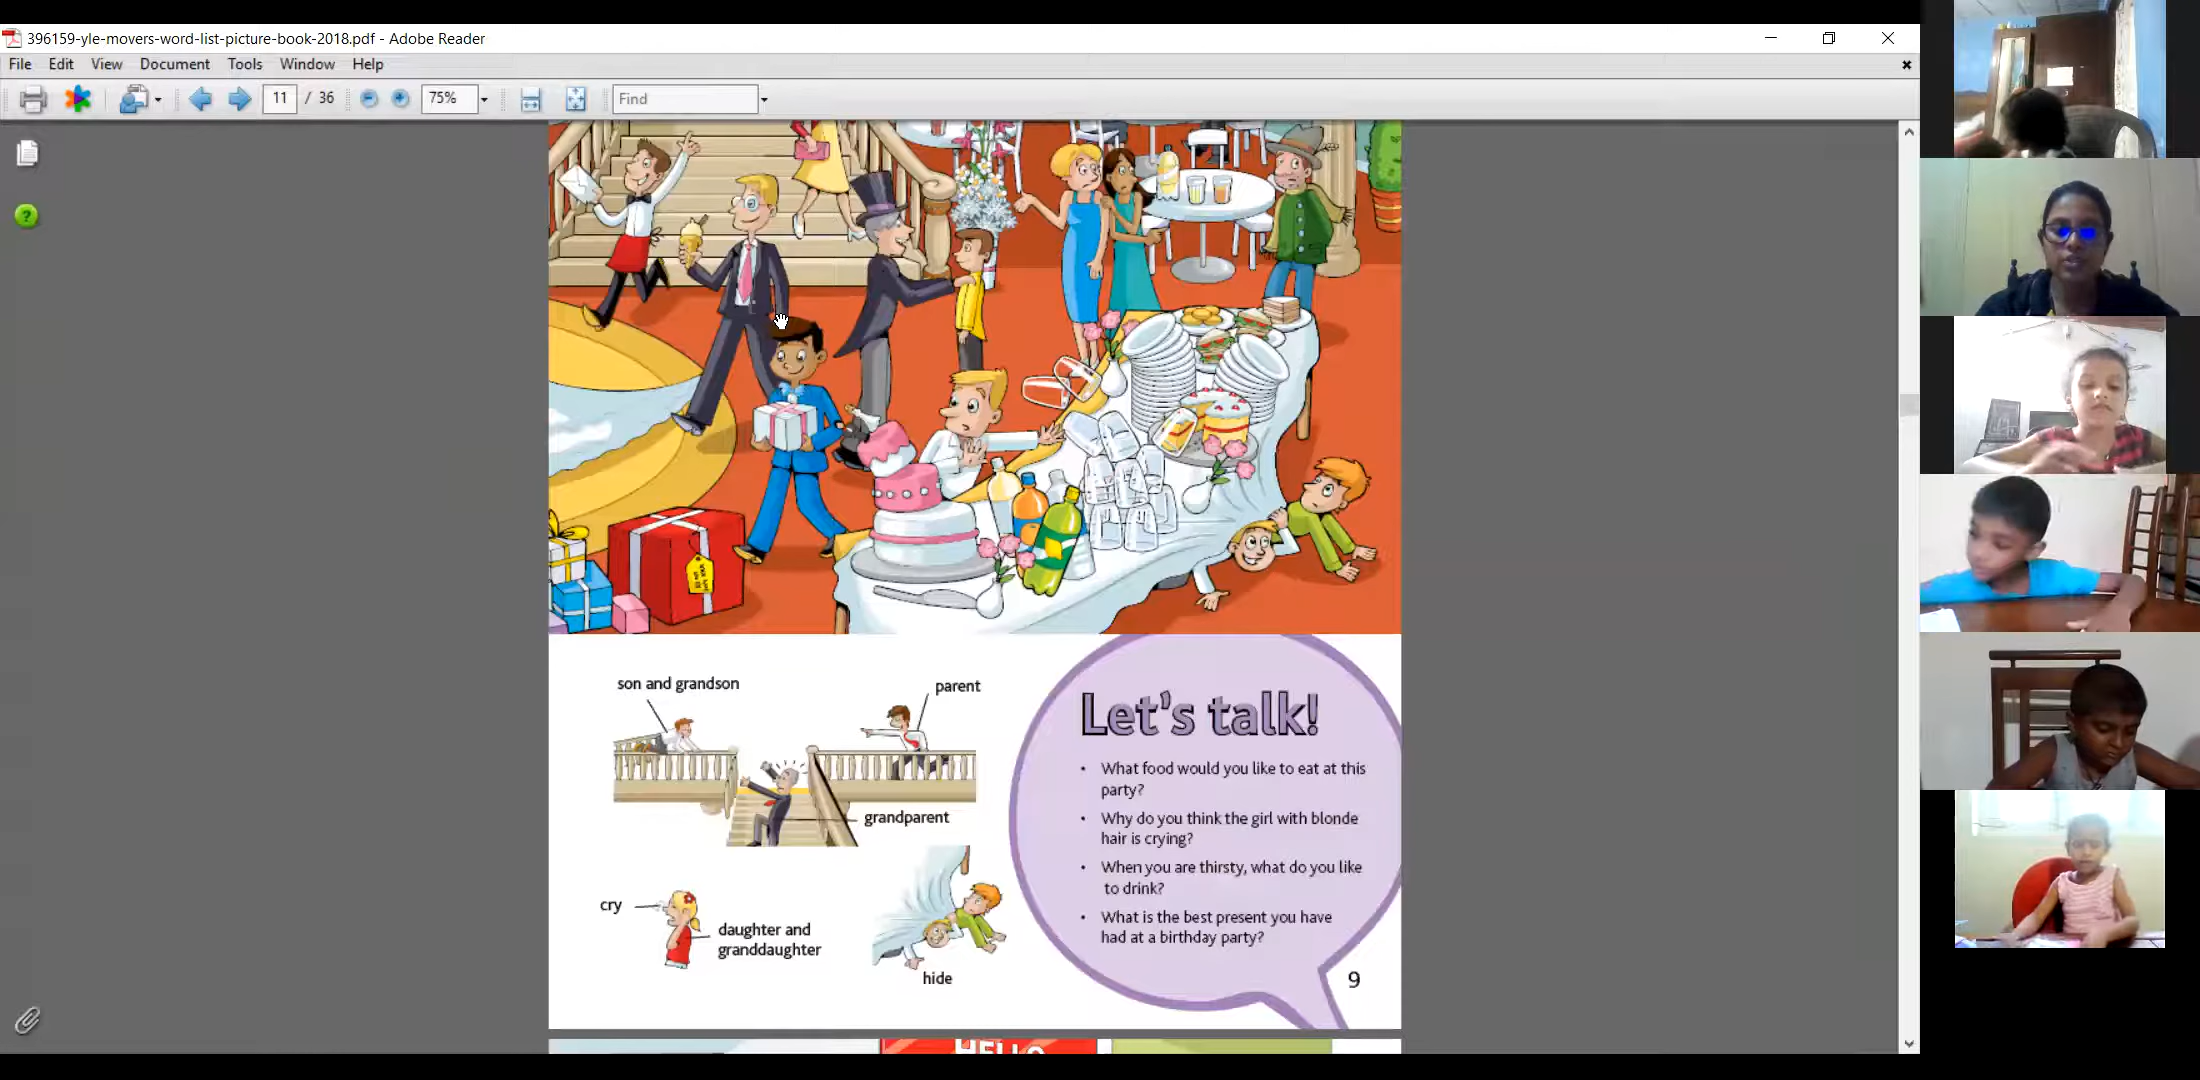 396159-yle-movers-word-list-picture-book-2018.pdf - Adobe Reader
File Edit View Document Tools Window Help
11 / 36 75% Find
son and grandson
parent
grandparent
cry
daughter and
granddaughter
hide
Let's talk!
• What food would you like to eat at this
party?
• Why do you think the girl with blonde
hair is crying?
• When you are thirsty, what do you like
to drink?
• What is the best present you have
had at a birthday party?
9
HELLO